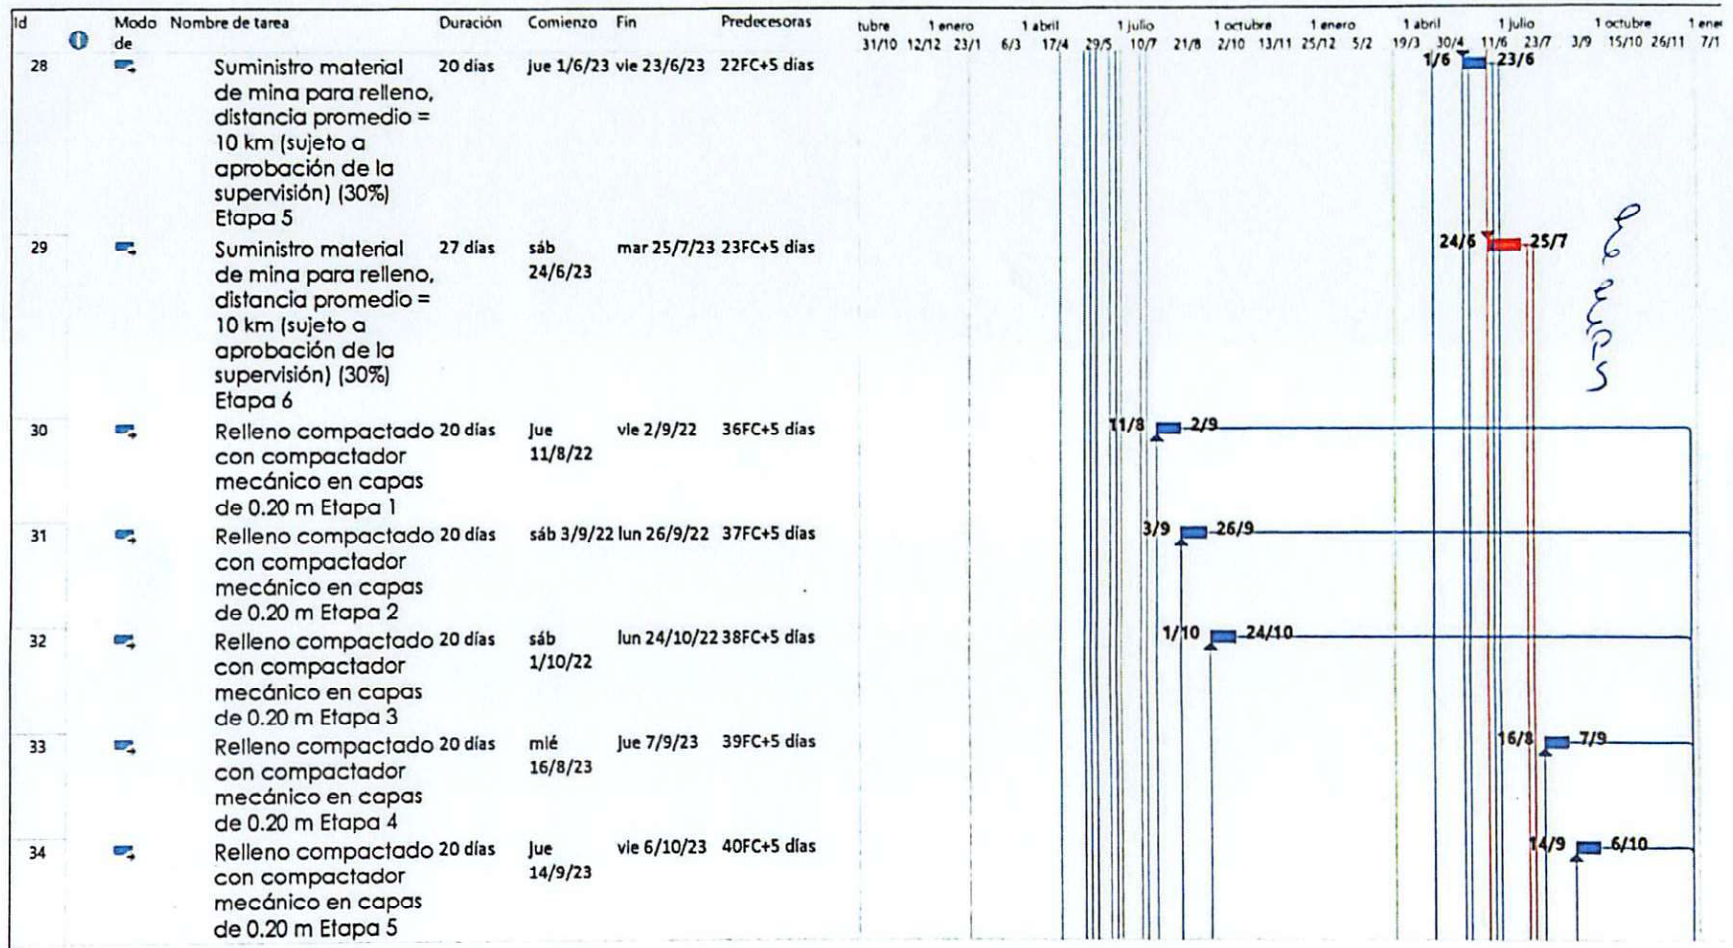 Id Modo de Nombre de tarea Duración Comienzo Fin Predecesoras
tubre 1 enero 1 abril 1 julio 1 octubre 1 enero 1 abril 1 julio 1 octubre 1 ene
31/10 12/12 23/1 6/3 17/4 29/5 10/7 21/8 2/10 13/11 25/12 5/2 19/3 30/4 11/6 23/7 3/9 15/10 26/11 7/1
28 Suministro material 20 días jue 1/6/23 vie 23/6/23 22FC+5 días 1/6 23/6
de mina para relleno,
distancia promedio =
10 km (sujeto a
aprobación de la
supervisión) (30%)
Etapa 5
29 Suministro material 27 días sáb mar 25/7/23 23FC+5 días 24/6 25/7
de mina para relleno, 24/6/23
distancia promedio =
10 km (sujeto a
aprobación de la
supervisión) (30%)
Etapa 6
30 Relleno compactado 20 días jue vie 2/9/22 36FC+5 días 11/8 2/9
con compactador 11/8/22
mecánico en capas
de 0.20 m Etapa 1
31 Relleno compactado 20 días sáb 3/9/22 lun 26/9/22 37FC+5 días 3/9 26/9
con compactador
mecánico en capas
de 0.20 m Etapa 2
32 Relleno compactado 20 días sáb lun 24/10/22 38FC+5 días 1/10 24/10
con compactador 1/10/22
mecánico en capas
de 0.20 m Etapa 3
33 Relleno compactado 20 días mié jue 7/9/23 39FC+5 días 16/8 7/9
con compactador 16/8/23
mecánico en capas
de 0.20 m Etapa 4
34 Relleno compactado 20 días jue vie 6/10/23 40FC+5 días 14/9 6/10
con compactador 14/9/23
mecánico en capas
de 0.20 m Etapa 5